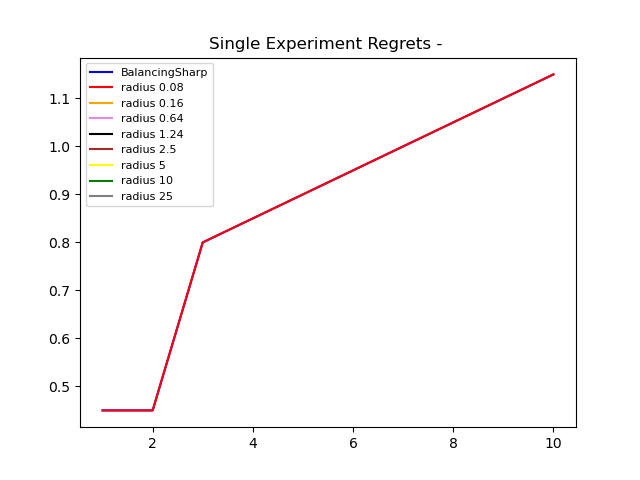 Single Experiment Regrets -
BalancingSharp
radius 0.08
radius 0.16
radius 0.64
radius 1.24
radius 2.5
radius 5
radius 10
radius 25
1.1
1.0
0.9
0.8
0.7
0.6
0.5
2 4 6 8 10